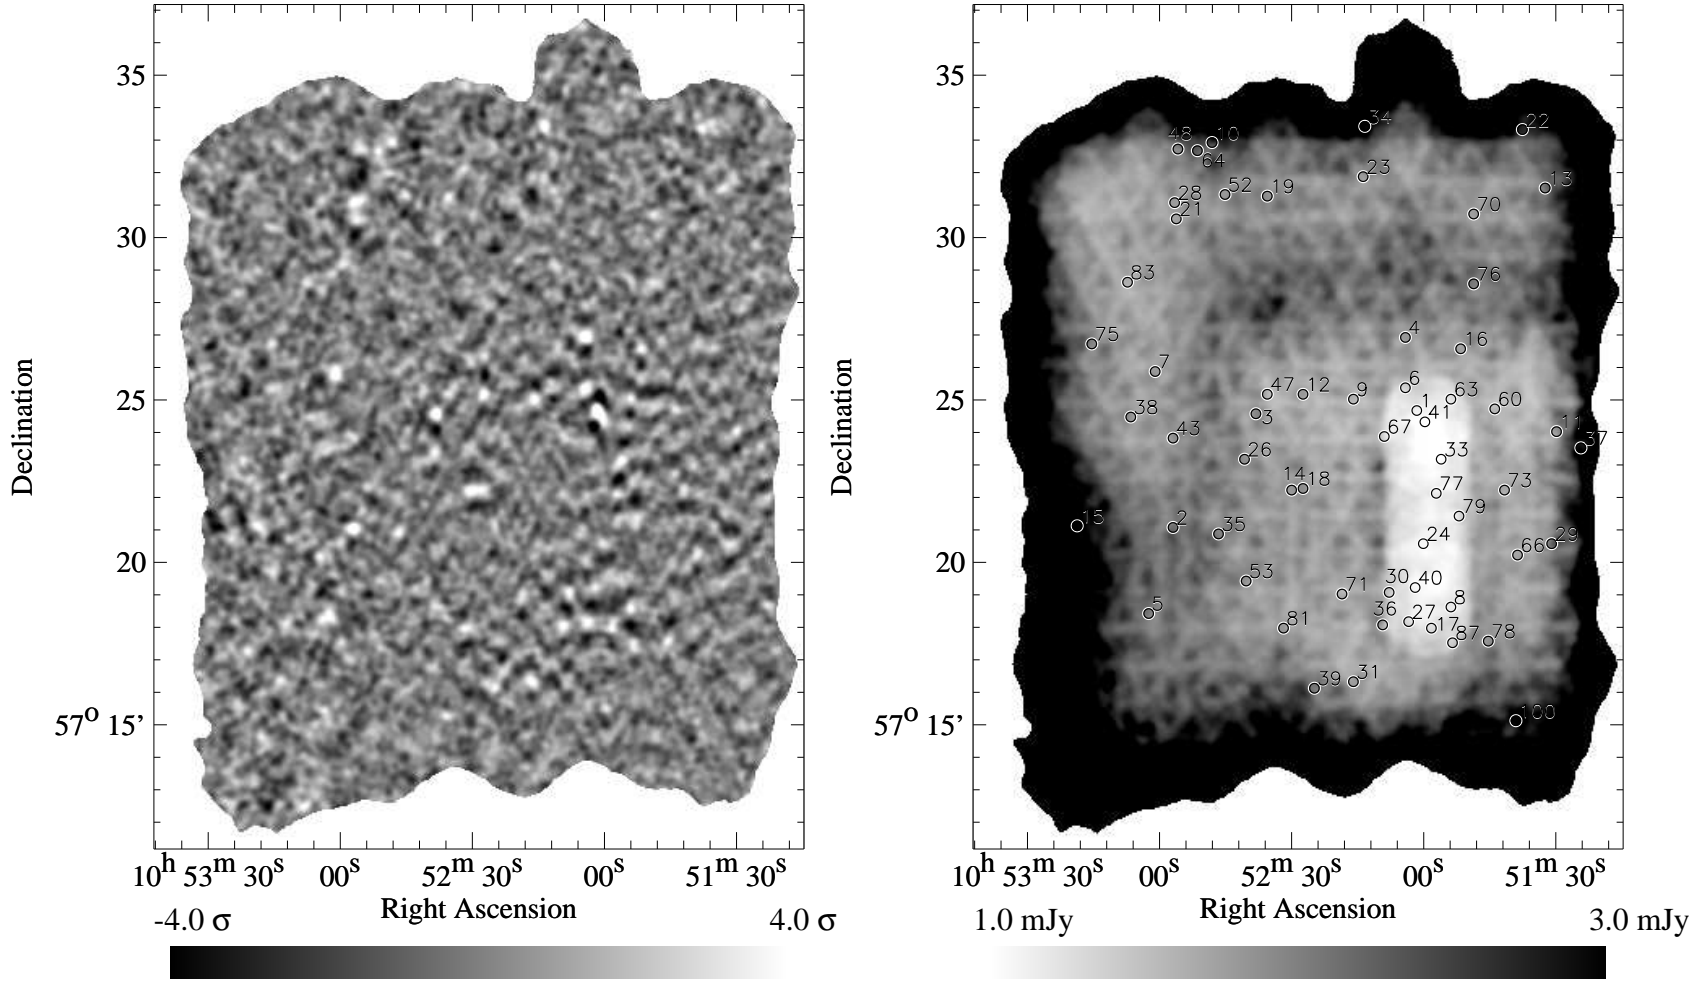 35
30
25
20
57° 15'
Declination
10h 53m 30s 00s 52m 30s 00s 51m 30s
Right Ascension
-4.0 σ 4.0 σ
35
30
25
20
57° 15'
Declination
34
22
48 10
64
23
13
28 52 19
21
70
83
76
75
4
16
7
6
47 12 9 63
1 60
38 3 41
11
43 67 37
26 33
14 18 77 73
79
15 2 35
24 29
66
53
71 30 40
5 36 27 8
81 17 87 78
39 31
100
10h 53m 30s 00s 52m 30s 00s 51m 30s
Right Ascension
1.0 mJy 3.0 mJy